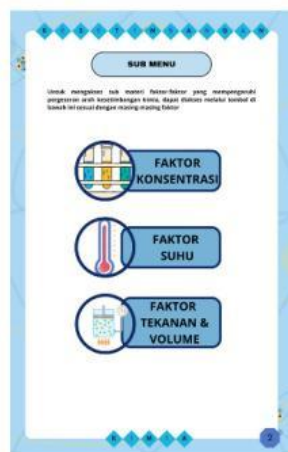 K E S E T I M B A N G A N
SUB MENU
Untuk mengakses sub materi faktor-faktor yang mempengaruhi
pergeseran arah kesetimbangan kimia, dapat diakses melalui tombol di
bawah ini sesuai dengan masing-masing faktor
FAKTOR
KONSENTRASI
FAKTOR
SUHU
FAKTOR
TEKANAN &
VOLUME
K I M I A
2